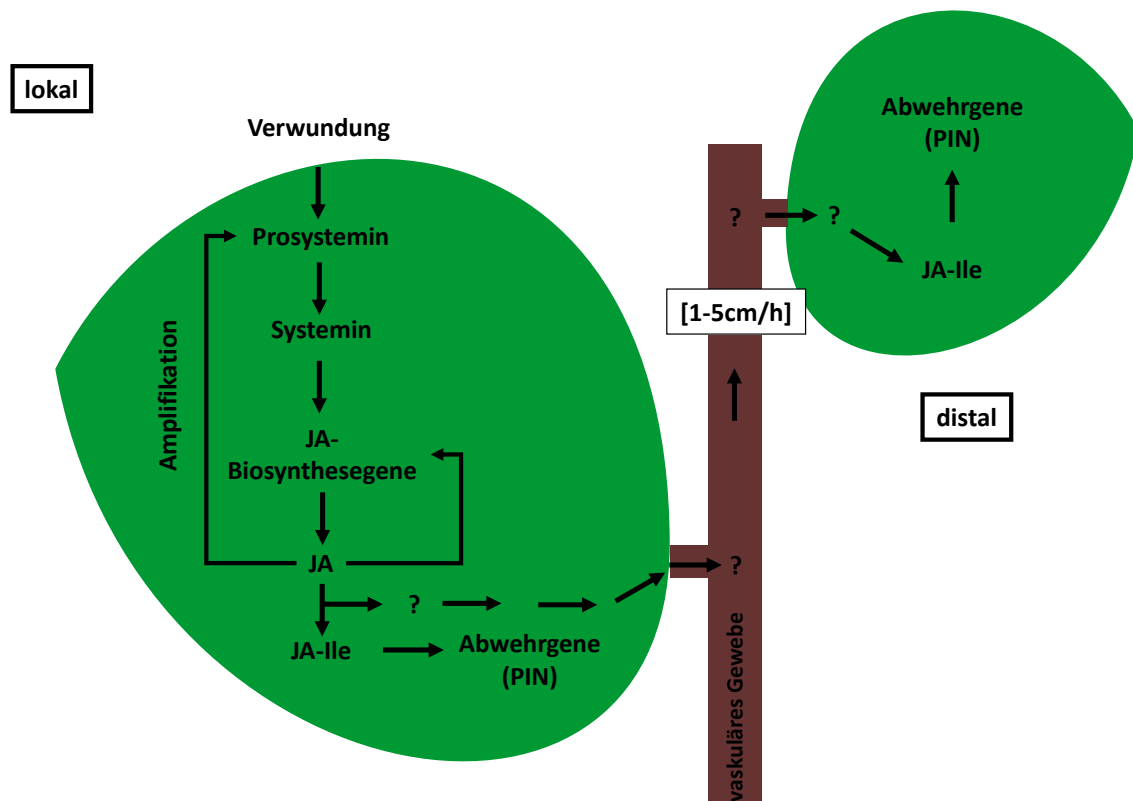 lokal
Verwundung
Prosystemin
Systemin
Amplifikation
JA-
Biosynthesegene
JA
?
JA-Ile
Abwehrgene
(PIN)
?
vaskuläres Gewebe
[1-5cm/h]
?
?
JA-Ile
Abwehrgene
(PIN)
distal